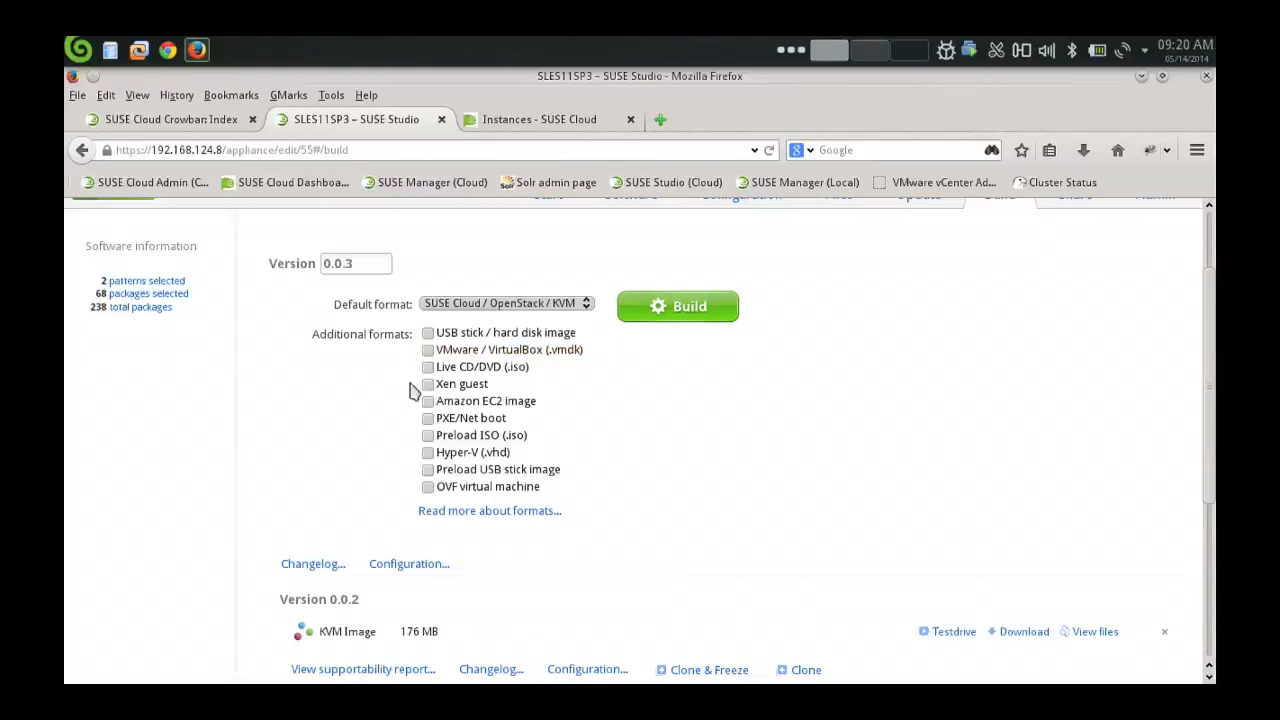 09:20 AM
05/14/2014
SLES11SP3 – SUSE Studio - Mozilla Firefox
File Edit View History Bookmarks GMarks Tools Help
SUSE Cloud Crowbar: Index
SLES11SP3 – SUSE Studio
Instances - SUSE Cloud
https://192.168.124.8/appliance/edit/55#/build
Google
SUSE Cloud Admin (C...
SUSE Cloud Dashboa...
SUSE Manager (Cloud)
Solr admin page
SUSE Studio (Cloud)
SUSE Manager (Local)
VMware vCenter Ad...
Cluster Status
Software information
2 patterns selected
68 packages selected
238 total packages
Version 0.0.3
Default format: SUSE Cloud / OpenStack / KVM
Build
Additional formats:
USB stick / hard disk image
VMware / VirtualBox (.vmdk)
Live CD/DVD (.iso)
Xen guest
Amazon EC2 image
PXE/Net boot
Preload ISO (.iso)
Hyper-V (.vhd)
Preload USB stick image
OVF virtual machine
Read more about formats...
Changelog... Configuration...
Version 0.0.2
KVM Image 176 MB Testdrive Download View files
View supportability report... Changelog... Configuration... Clone & Freeze Clone